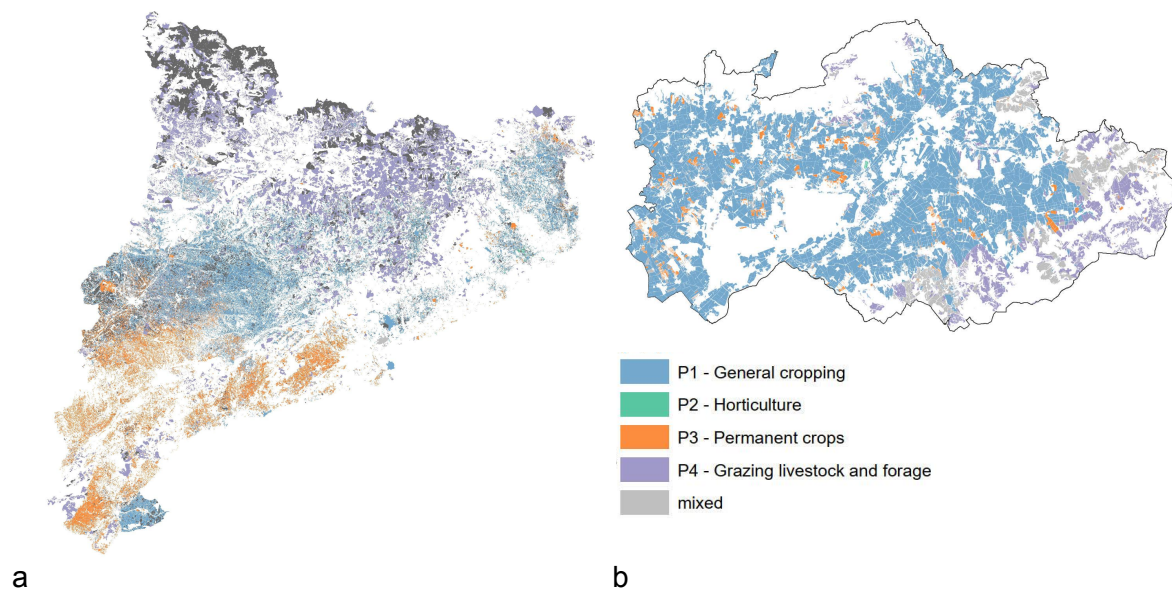 P1 - General cropping
P2 - Horticulture
P3 - Permanent crops
P4 - Grazing livestock and forage
mixed
a
b